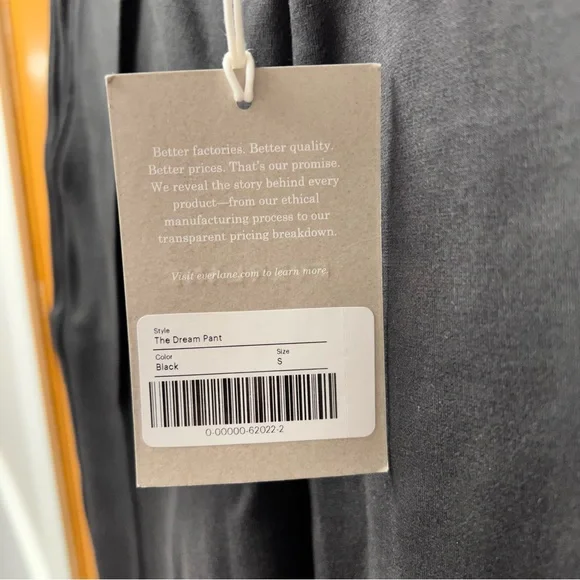 Better factories. Better quality.
Better prices. That's our promise.
We reveal the story behind every
product—from our ethical
manufacturing process to our
transparent pricing breakdown.
Visit everlane.com to learn more.
Style
The Dream Pant
Color Size
Black S
0-00000-62022-2